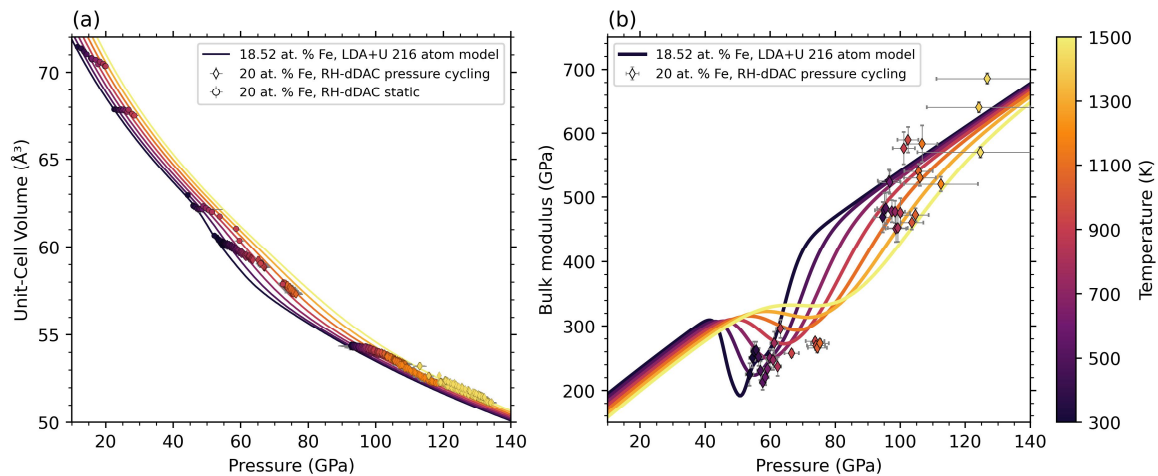 (a)
18.52 at. % Fe, LDA+U 216 atom model
20 at. % Fe, RH-dDAC pressure cycling
20 at. % Fe, RH-dDAC static
Unit-Cell Volume (Å³)
70
65
60
55
50
20 40 60 80 100 120 140
Pressure (GPa)
(b)
18.52 at. % Fe, LDA+U 216 atom model
20 at. % Fe, RH-dDAC pressure cycling
Bulk modulus (GPa)
700
600
500
400
300
200
20 40 60 80 100 120 140
Pressure (GPa)
1500
1300
1100
900
700
500
300
Temperature (K)